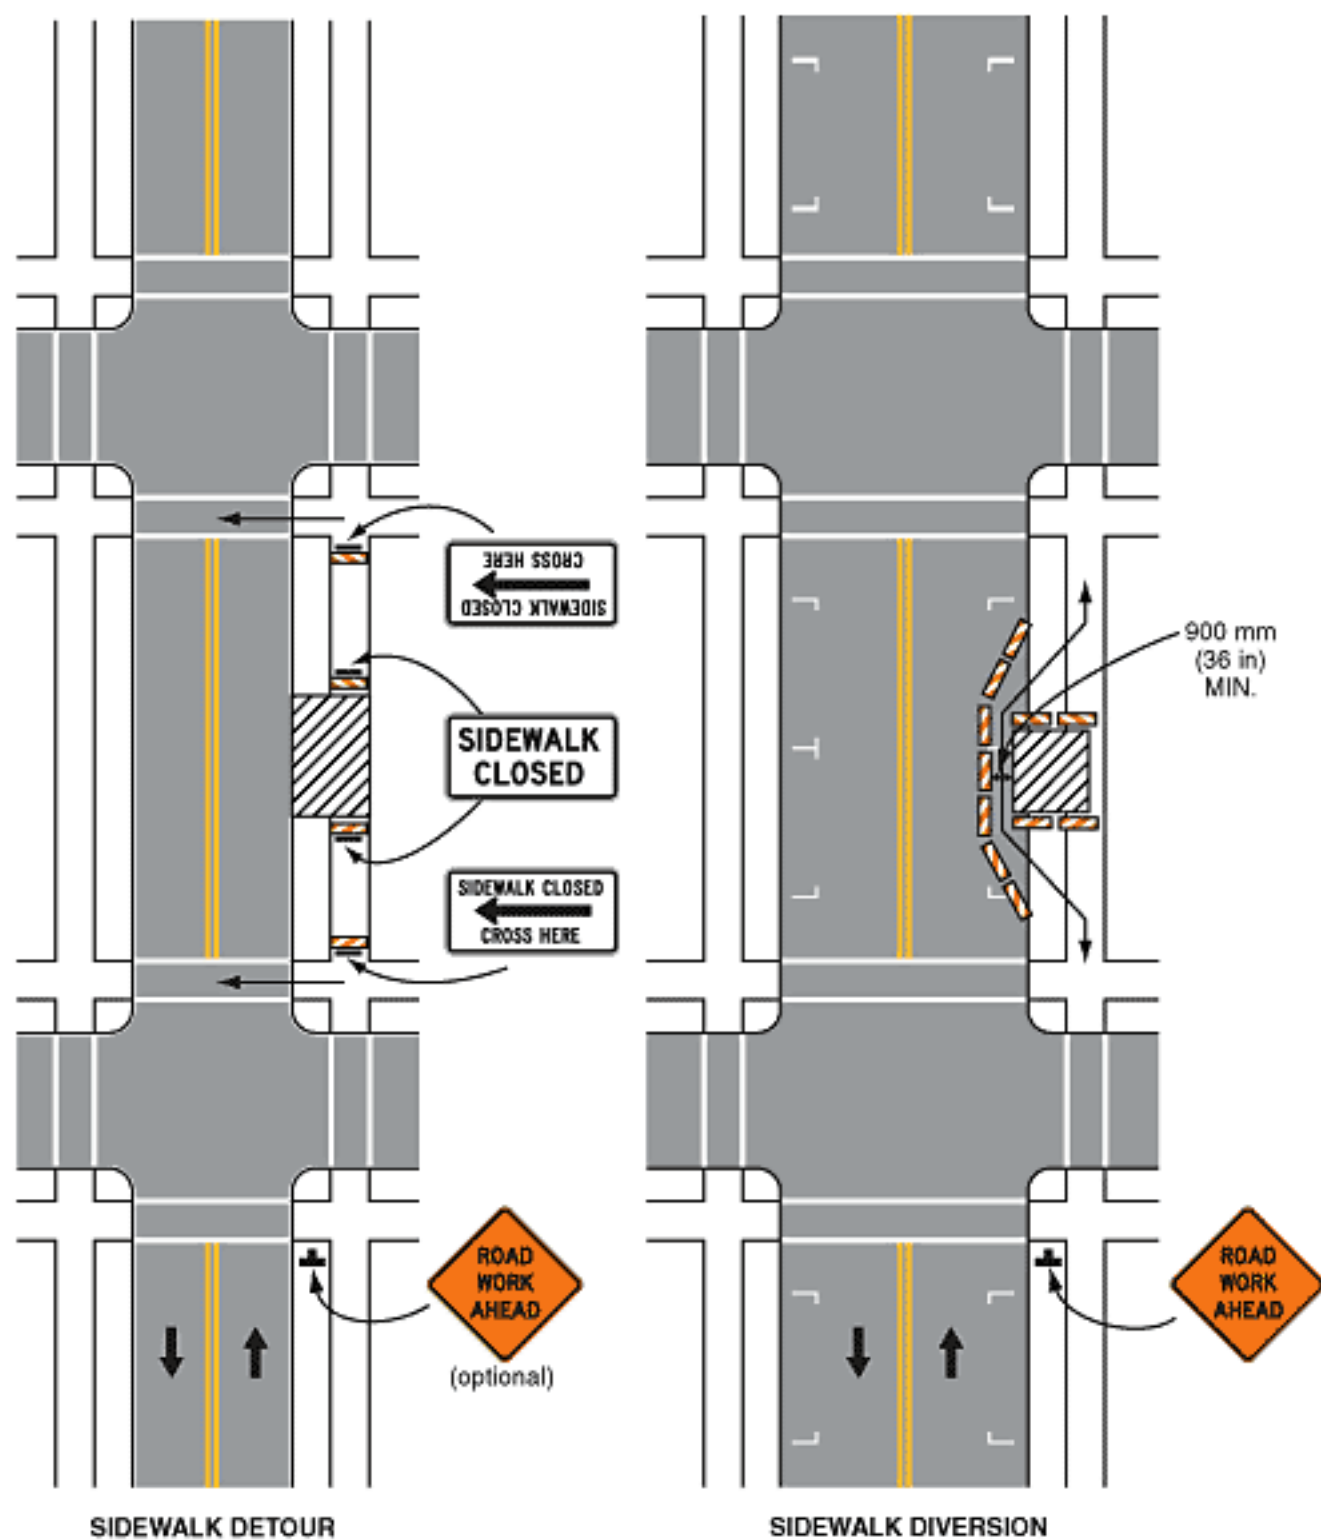 CROSS HERE
SIDEWALK CLOSED
SIDEWALK
CLOSED
SIDEWALK CLOSED
CROSS HERE
ROAD
WORK
AHEAD
(optional)
SIDEWALK DETOUR
900 mm
(36 in)
MIN.
ROAD
WORK
AHEAD
SIDEWALK DIVERSION